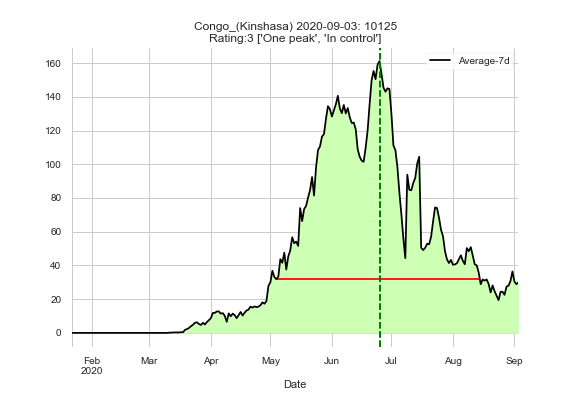 Congo_(Kinshasa) 2020-09-03: 10125
Rating:3 ['One peak', 'In control']
Average-7d
160
140
120
100
80
60
40
20
0
Feb
2020
Mar
Apr
May
Jun
Jul
Aug
Sep
Date